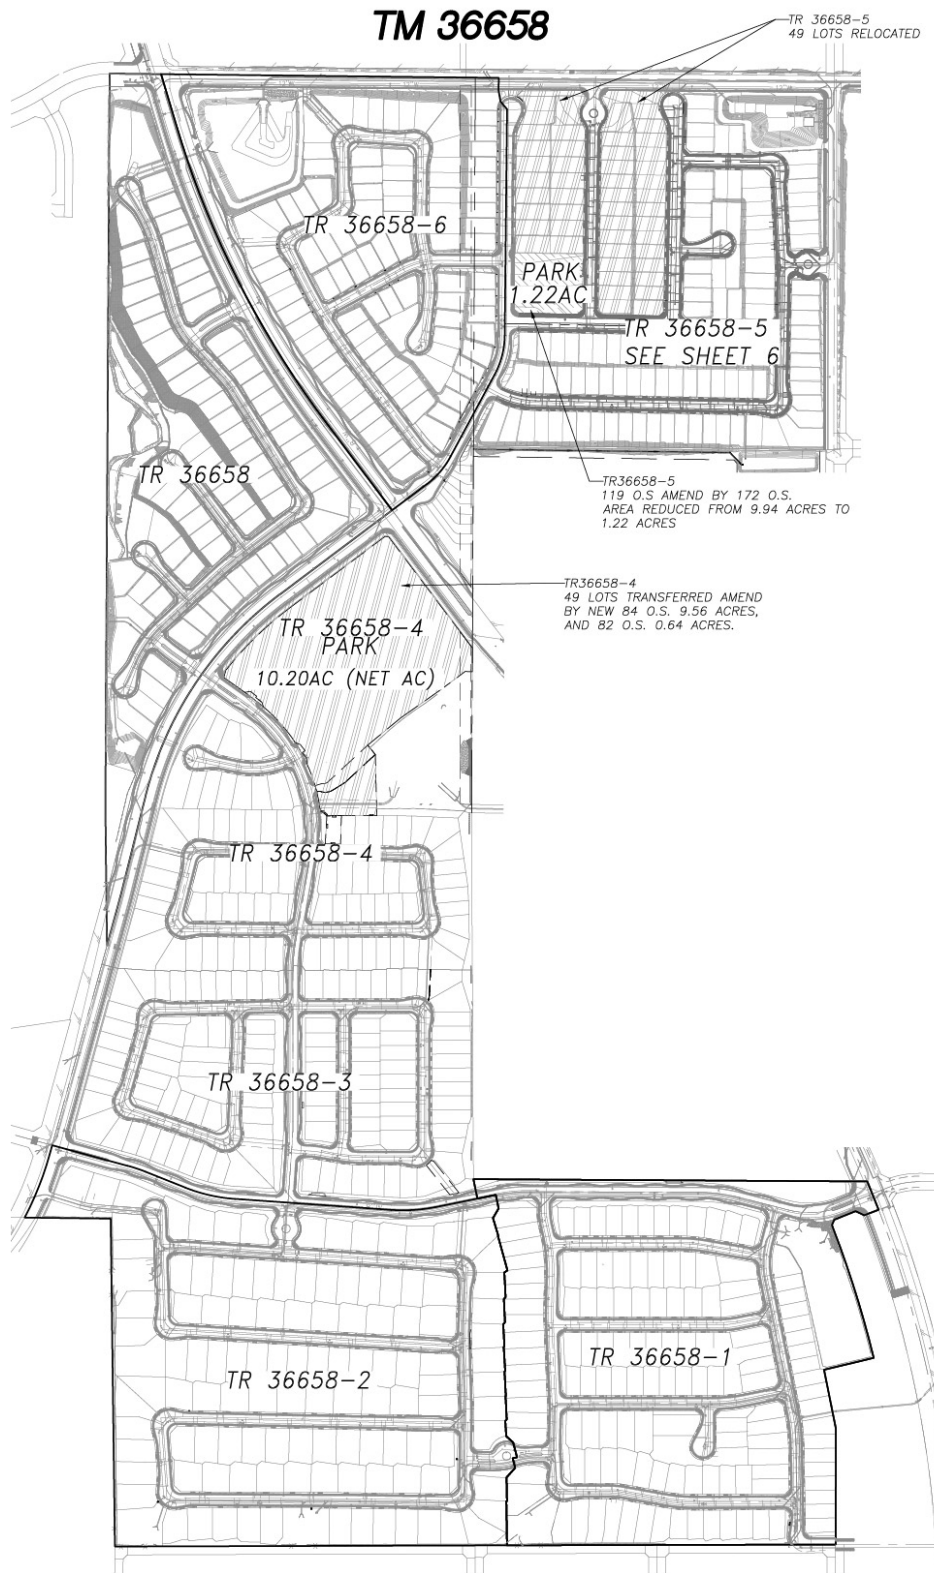 TM 36658
TR 36658-5
49 LOTS RELOCATED
TR 36658-6
PARK
1.22AC
TR 36658-5
SEE SHEET 6
TR 36658
TR36658-5
119 O.S AMEND BY 172 O.S.
AREA REDUCED FROM 9.94 ACRES TO
1.22 ACRES
TR36658-4
49 LOTS TRANSFERRED AMEND
BY NEW 84 O.S. 9.56 ACRES,
AND 82 O.S. 0.64 ACRES.
TR 36658-4
PARK
10.20AC (NET AC)
TR 36658-4
TR 36658-3
TR 36658-1
TR 36658-2